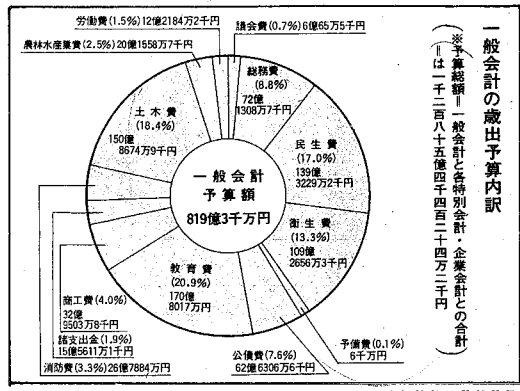 一般会計の歳出予算内訳
※予算総額＝一般会計と各特別会計・企業会計との合計
＝は一千二百八十五億四千四百二十四万二千円
労働費(1.5%)12億2184万2千円
議会費(0.7%)6億65万5千円
農林水産業費(2.5%)20億1558万7千円
総務費
(8.8%)
72億
1308万7千円
土木費
(18.4%)
150億
8674万9千円
民生費
(17.0%)
139億
3229万2千円
一般会計
予算額
819億3千万円
衛生費
(13.3%)
109億
2656万3千円
教育費
(20.9%)
170億
8017万円
商工費(4.0%)
32億
9503万8千円
諸支出金(1.9%)
15億5611万1千円
消防費(3.3%)26億7884万円
公債費(7.6%)
62億6306万6千円
予備費(0.1%)
6千万円